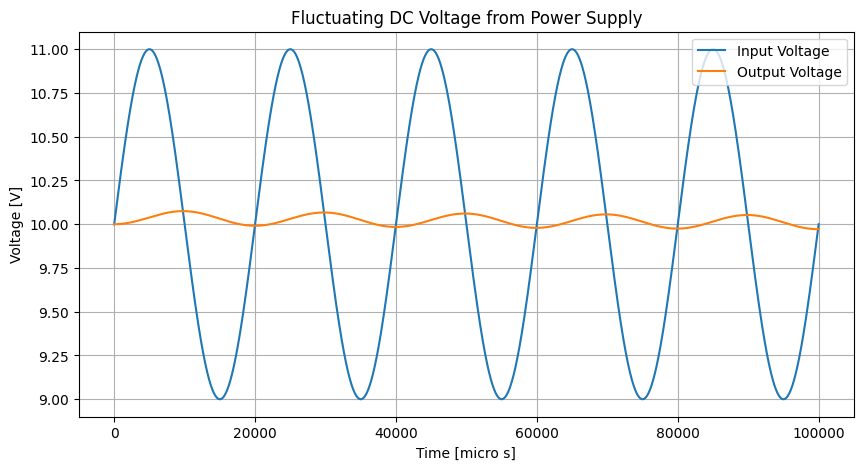 Fluctuating DC Voltage from Power Supply
Input Voltage
Output Voltage
Voltage [V]
11.00
10.75
10.50
10.25
10.00
9.75
9.50
9.25
9.00
0 20000 40000 60000 80000 100000
Time [micro s]